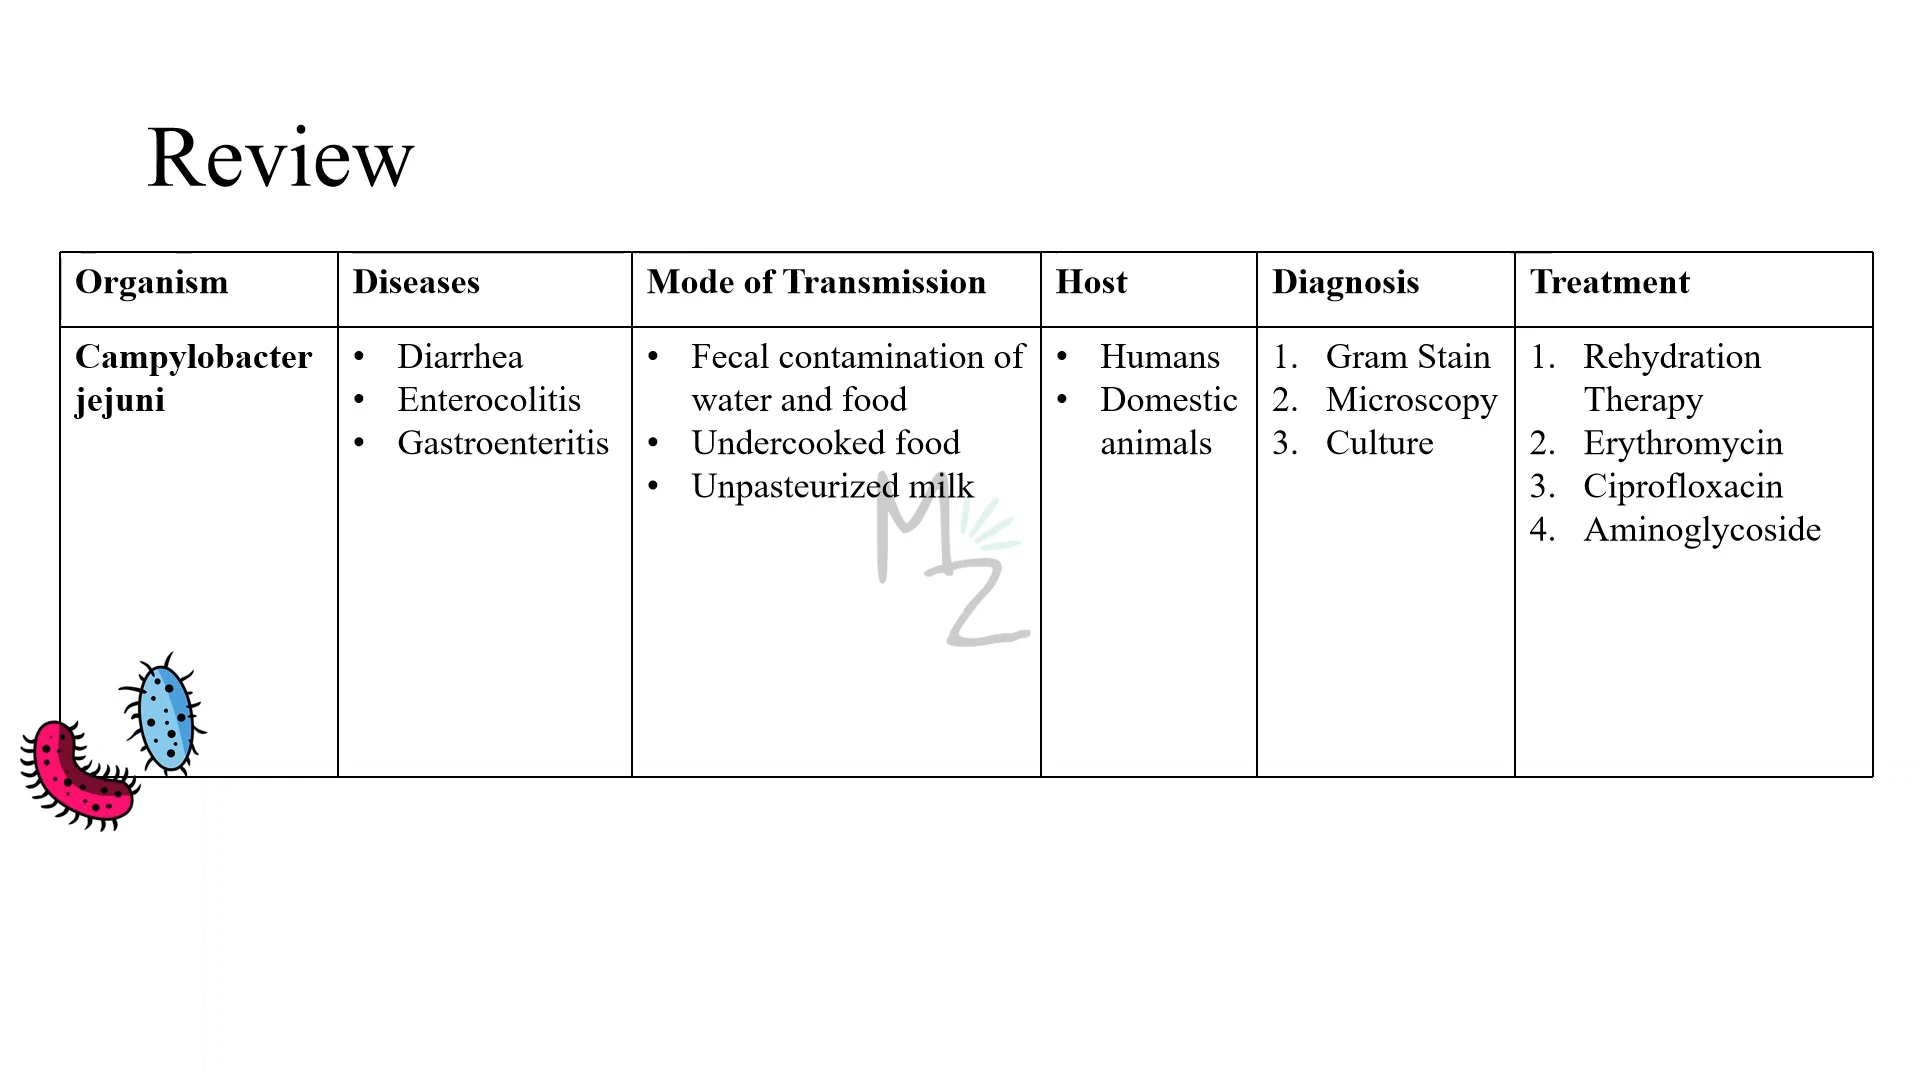 Review
Organism
Diseases
Mode of Transmission
Host
Diagnosis
Treatment
Campylobacter
jejuni
• Diarrhea
• Enterocolitis
• Gastroenteritis
• Fecal contamination of
water and food
• Undercooked food
• Unpasteurized milk
• Humans
• Domestic
animals
1. Gram Stain
2. Microscopy
3. Culture
1. Rehydration
Therapy
2. Erythromycin
3. Ciprofloxacin
4. Aminoglycoside
MZ